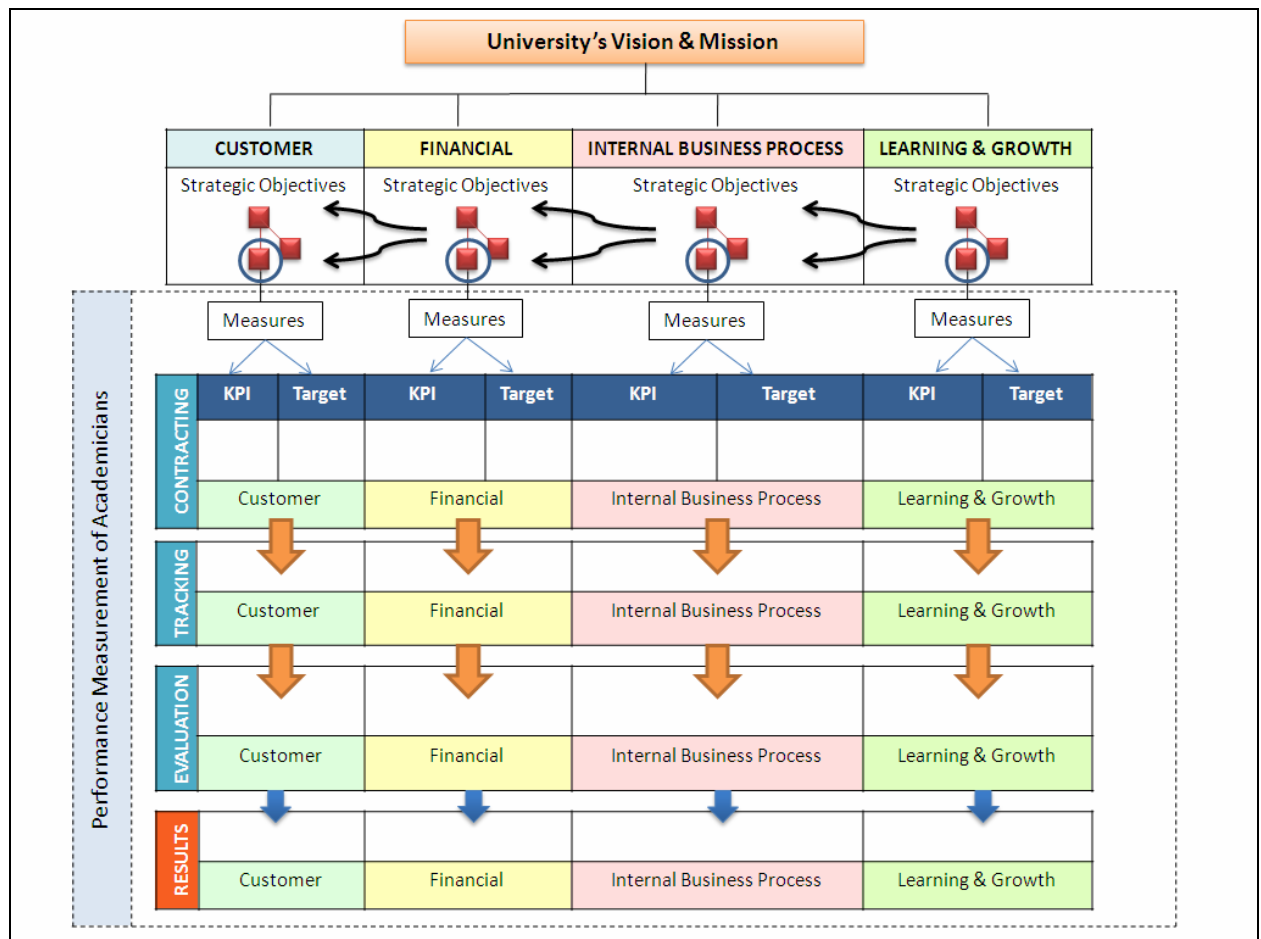 University's Vision & Mission
CUSTOMER FINANCIAL INTERNAL BUSINESS PROCESS LEARNING & GROWTH
Strategic Objectives Strategic Objectives Strategic Objectives Strategic Objectives
Performance Measurement of Academicians
Measures Measures Measures Measures
CONTRACTING
KPI Target KPI Target KPI Target KPI Target
Customer Financial Internal Business Process Learning & Growth
TRACKING
Customer Financial Internal Business Process Learning & Growth
EVALUATION
Customer Financial Internal Business Process Learning & Growth
RESULTS
Customer Financial Internal Business Process Learning & Growth